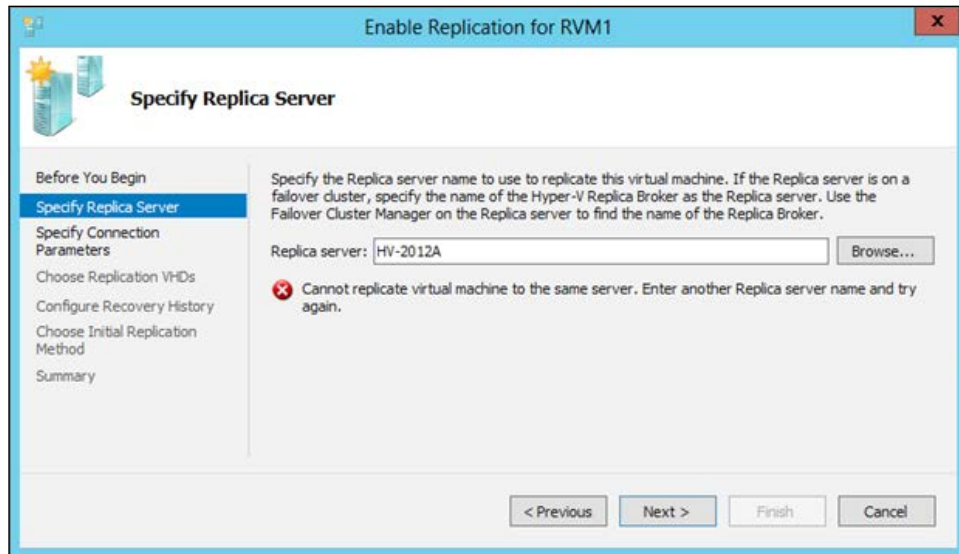 Enable Replication for RVM1
x
Specify Replica Server
Before You Begin
Specify Replica Server
Specify Connection
Parameters
Choose Replication VHDs
Configure Recovery History
Choose Initial Replication
Method
Summary
Specify the Replica server name to use to replicate this virtual machine. If the Replica server is on a
failover cluster, specify the name of the Hyper-V Replica Broker as the Replica server. Use the
Failover Cluster Manager on the Replica server to find the name of the Replica Broker.
Replica server: HV-2012A Browse...
Cannot replicate virtual machine to the same server. Enter another Replica server name and try
again.
< Previous Next > Finish Cancel